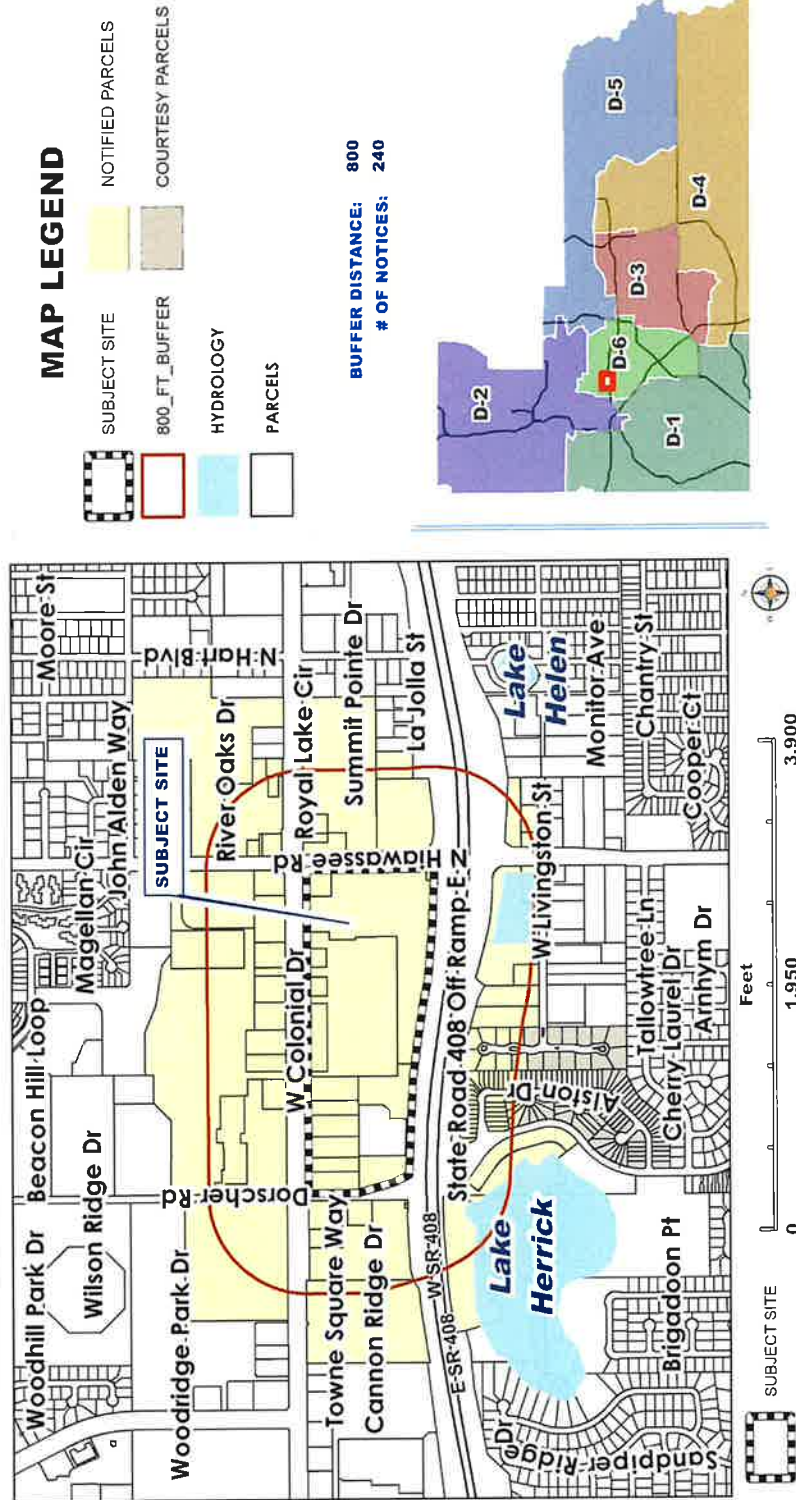 MAP LEGEND
SUBJECT SITE
NOTIFIED PARCELS
800_FT_BUFFER
COURTESY PARCELS
HYDROLOGY
PARCELS
BUFFER DISTANCE: 800
# OF NOTICES: 240
D-2
D-5
D-6
D-3
D-4
D-1
Woodhill Park Dr
Beacon Hill Loop
Wilson Ridge Dr
Magellan Cir
John Alden Way
Moore St
Woodridge Park Dr
Dorscher Rd
SUBJECT SITE
River Oaks Dr
N Hart Blvd
W Colonial Dr
Royal Lake Cir
Towne Square Way
Cannon Ridge Dr
N Hiawassee Rd
Summit Pointe Dr
La Jolla St
E SR 408
W SR 408
State Road 408 Off Ramp E
Lake
Herrick
Alston Dr
W Livingston St
Lake
Helen
Monitor Ave
Chantry St
Cooper Ct
Tallowtree Ln
Cherry Laurel Dr
Arnhym Dr
Brigadoon Pt
Sandpiper Ridge Dr
SUBJECT SITE
Feet
0 1,950 3,900